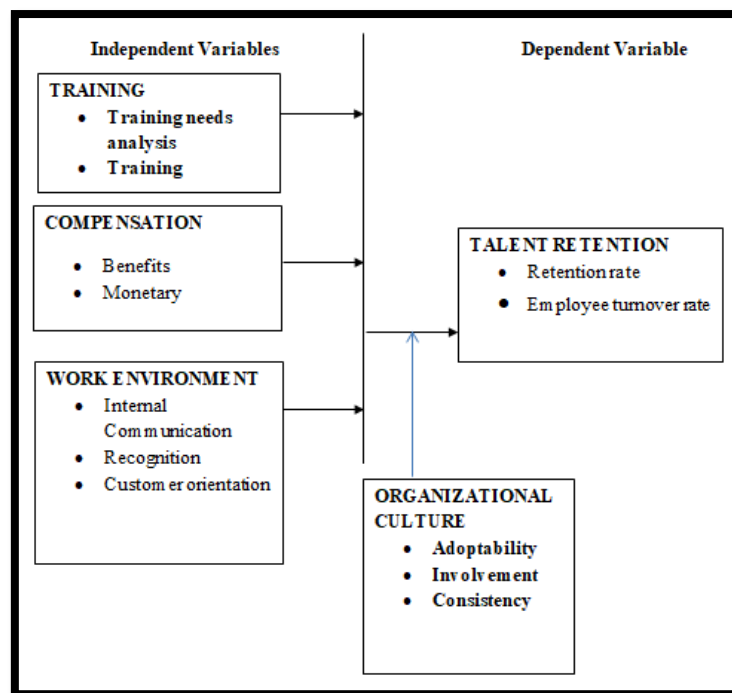 Independent Variables
Dependent Variable
TRAINING
• Training needs
analysis
• Training
COMPENSATION
• Benefits
• Monetary
WORK ENVIRONMENT
• Internal
Communication
• Recognition
• Customer orientation
TALENT RETENTION
• Retention rate
• Employee turnover rate
ORGANIZATIONAL
CULTURE
• Adoptability
• Involvement
• Consistency